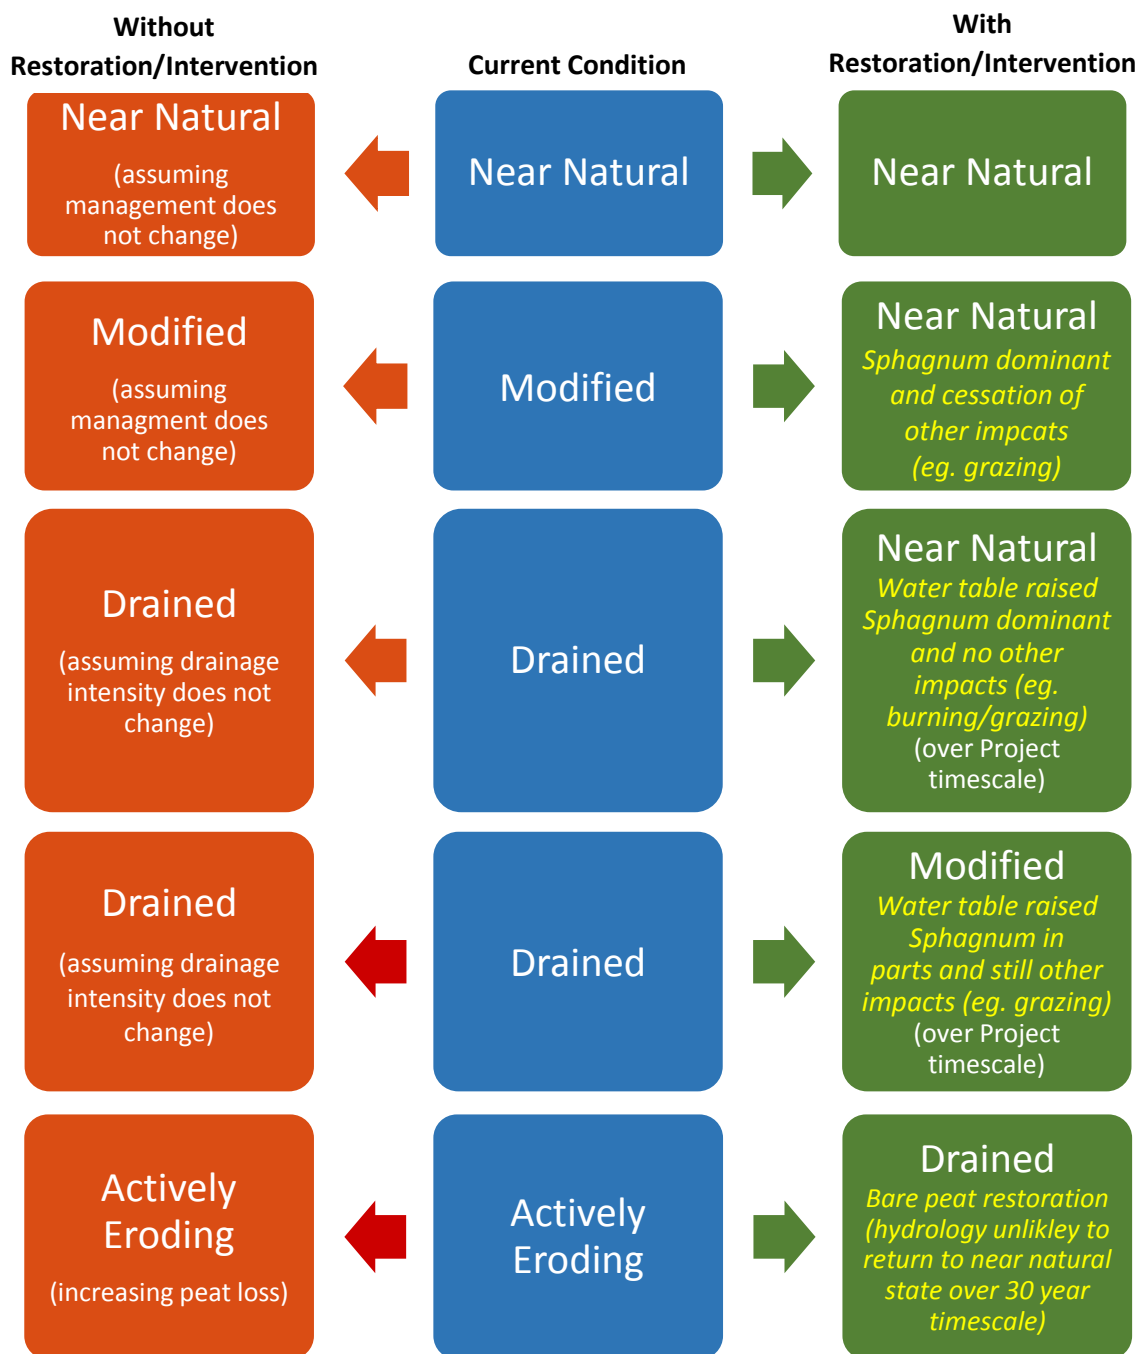 Without
Restoration/Intervention
Current Condition
With
Restoration/Intervention
Near Natural
(assuming
management does
not change)
Near Natural
Near Natural
Modified
(assuming
managment does
not change)
Modified
Near Natural
Sphagnum dominant
and cessation of
other impcats
(eg. grazing)
Drained
(assuming drainage
intensity does not
change)
Drained
Near Natural
Water table raised
Sphagnum dominant
and no other
impacts (eg.
burning/grazing)
(over Project
timescale)
Drained
(assuming drainage
intensity does not
change)
Drained
Modified
Water table raised
Sphagnum in
parts and still other
impacts (eg. grazing)
(over Project
timescale)
Actively
Eroding
(increasing peat loss)
Actively
Eroding
Drained
Bare peat restoration
(hydrology unlikley to
return to near natural
state over 30 year
timescale)